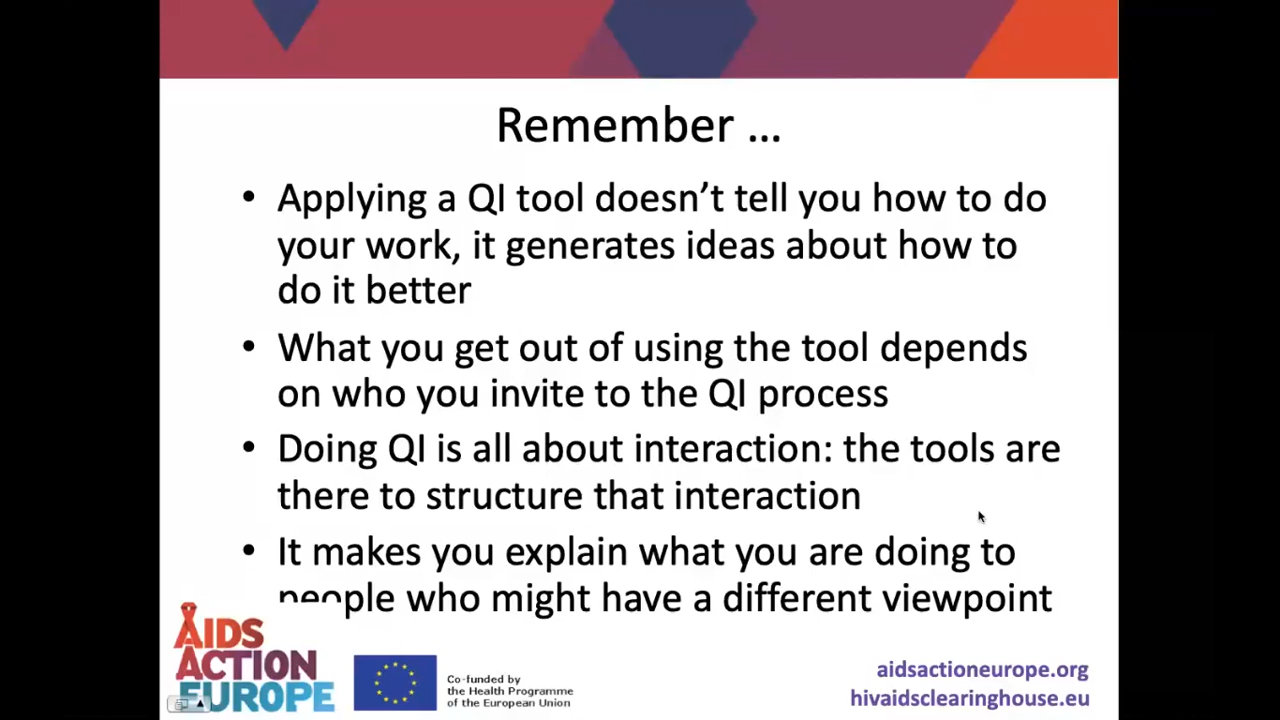 Remember ...
• Applying a QI tool doesn't tell you how to do
your work, it generates ideas about how to
do it better
• What you get out of using the tool depends
on who you invite to the QI process
• Doing QI is all about interaction: the tools are
there to structure that interaction
• It makes you explain what you are doing to
people who might have a different viewpoint
AIDS
ACTION
EUROPE
Co-funded by
the Health Programme
of the European Union
aidsactioneurope.org
hivaidsclearinghouse.eu